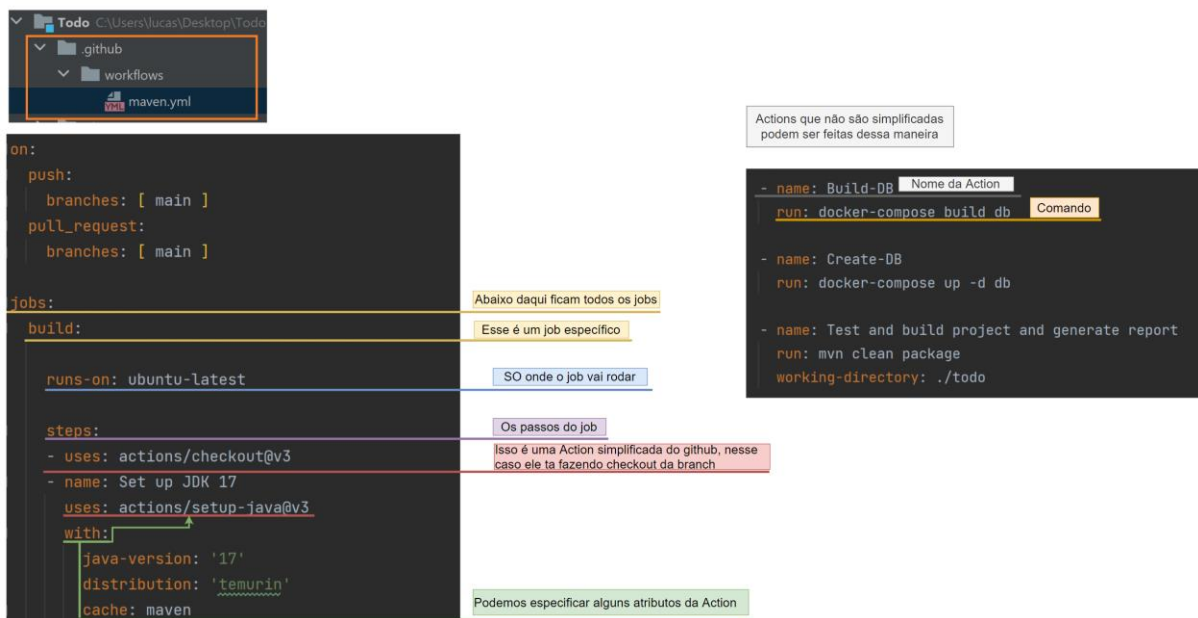 Todo C:\Users\lucas\Desktop\Todo
.github
workflows
YML maven.yml
on:
push:
branches: [ main ]
pull_request:
branches: [ main ]
jobs:
Abaixo daqui ficam todos os jobs
build:
Esse é um job específico
runs-on: ubuntu-latest
SO onde o job vai rodar
steps:
Os passos do job
- uses: actions/checkout@v3
Isso é uma Action simplificada do github, nesse
caso ele ta fazendo checkout da branch
- name: Set up JDK 17
uses: actions/setup-java@v3
with:
java-version: '17'
distribution: 'temurin'
cache: maven
Podemos especificar alguns atributos da Action
Actions que não são simplificadas
podem ser feitas dessa maneira
- name: Build-DB Nome da Action
run: docker-compose build db Comando
- name: Create-DB
run: docker-compose up -d db
- name: Test and build project and generate report
run: mvn clean package
working-directory: ./todo